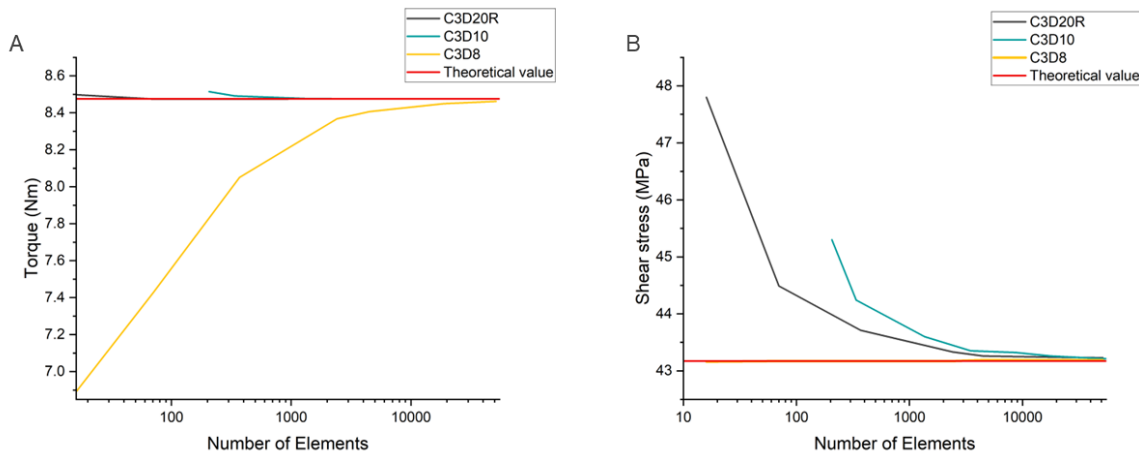 A
C3D20R
C3D10
C3D8
Theoretical value
8.6
8.4
8.2
8.0
7.8
7.6
7.4
7.2
7.0
Torque (Nm)
100
1000
10000
Number of Elements
B
C3D20R
C3D10
C3D8
Theoretical value
48
47
46
45
44
43
Shear stress (MPa)
10
100
1000
10000
Number of Elements